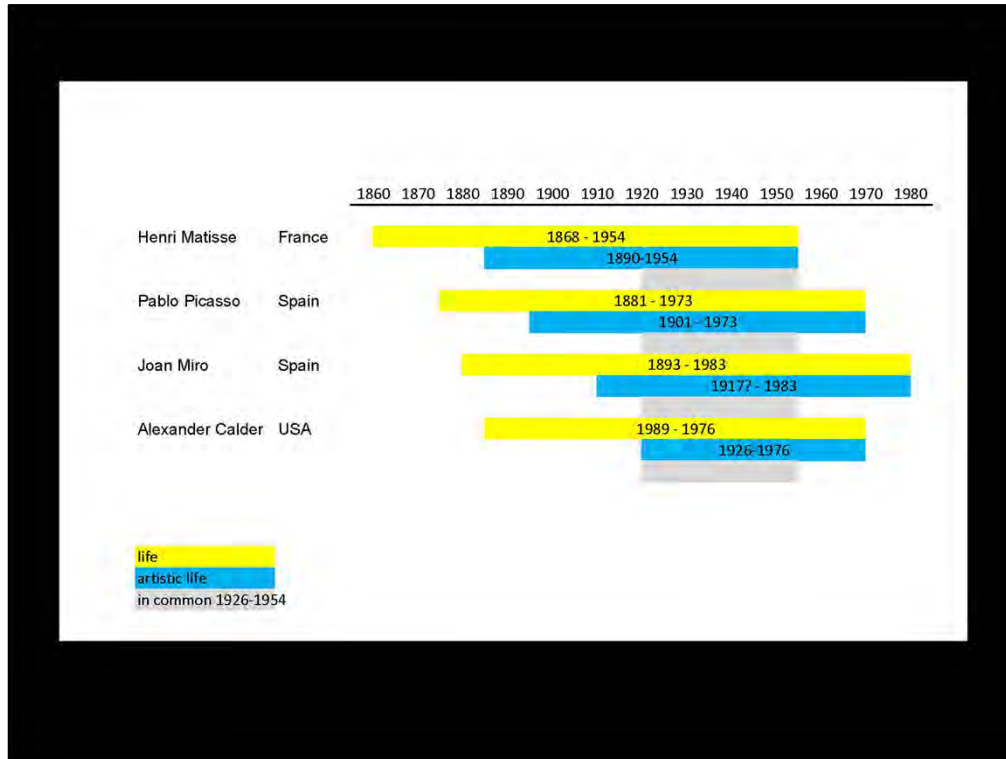 1860 1870 1880 1890 1900 1910 1920 1930 1940 1950 1960 1970 1980
Henri Matisse France 1868 - 1954
1890-1954
Pablo Picasso Spain 1881 - 1973
1901 - 1973
Joan Miro Spain 1893 - 1983
1917? - 1983
Alexander Calder USA 1989 - 1976
1926-1976
life
artistic life
in common 1926-1954